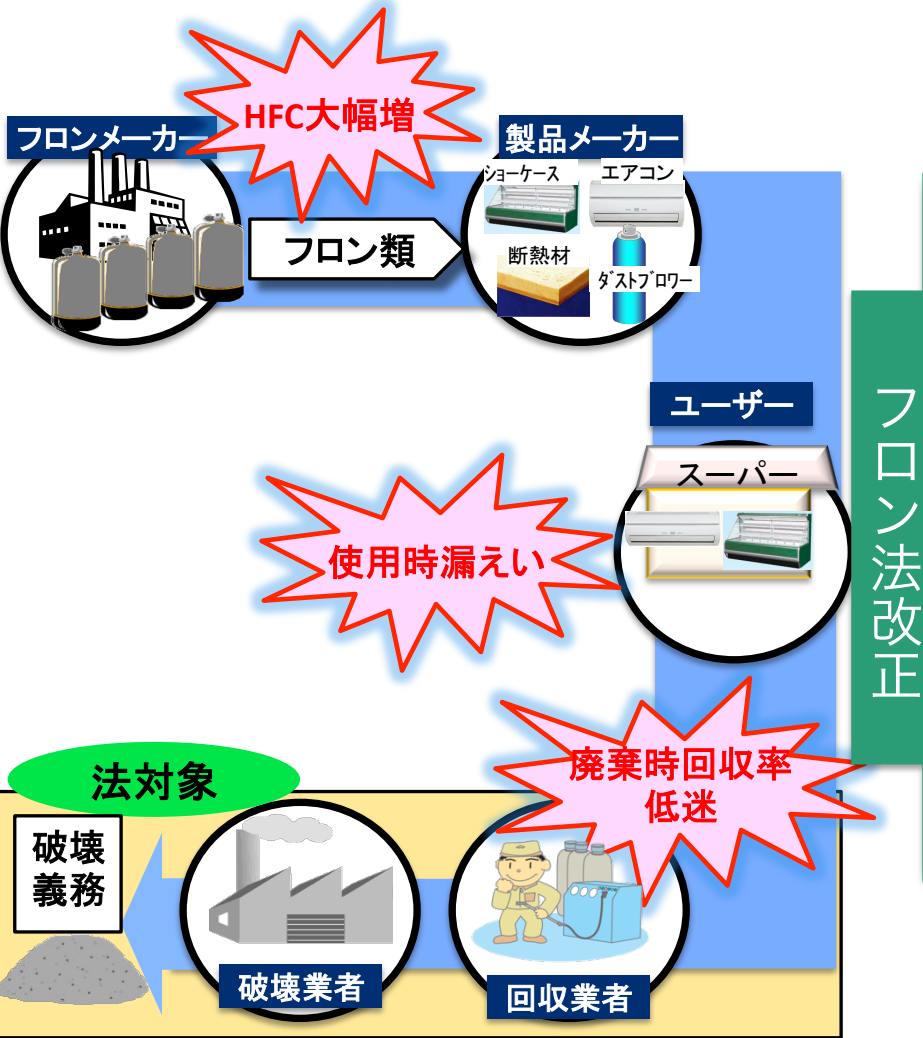 HFC大幅増
フロンメーカー
製品メーカー
ショーケース
エアコン
フロン類
断熱材
ダストブロワー
ユーザー
スーパー
フロン法改正
使用時漏えい
廃棄時回収率
低迷
法対象
破壊
義務
破壊業者
回収業者